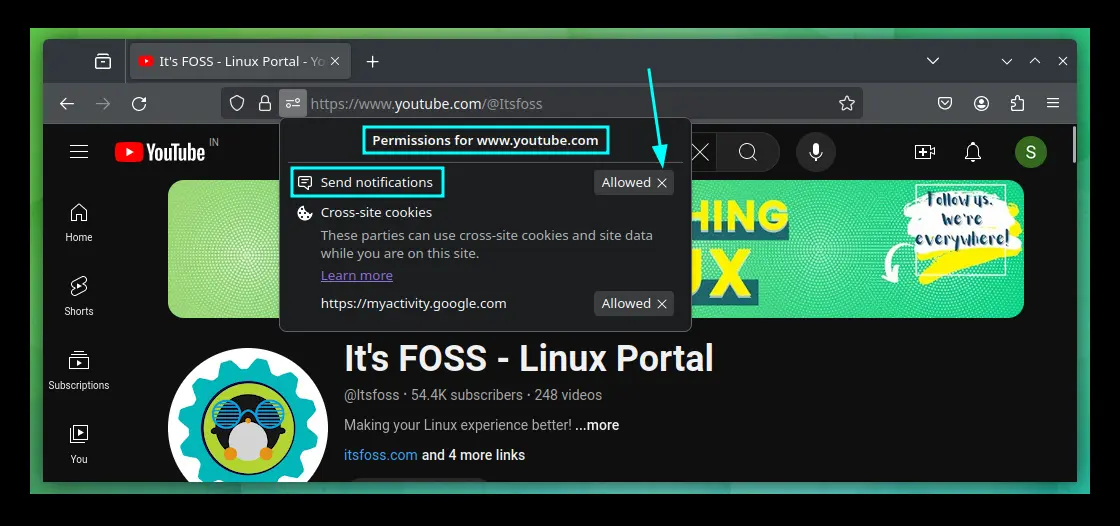 It's FOSS - Linux Portal - Yo
https://www.youtube.com/@Itsfoss
Permissions for www.youtube.com
Send notifications
Allowed
Cross-site cookies
These parties can use cross-site cookies and site data
while you are on this site.
Learn more
https://myactivity.google.com
Allowed
YouTube IN
S
Home
Shorts
Subscriptions
You
HING
UX
Follow us.
We're
everywhere!
It's FOSS - Linux Portal
@Itsfoss · 54.4K subscribers · 248 videos
Making your Linux experience better! ...more
itsfoss.com and 4 more links